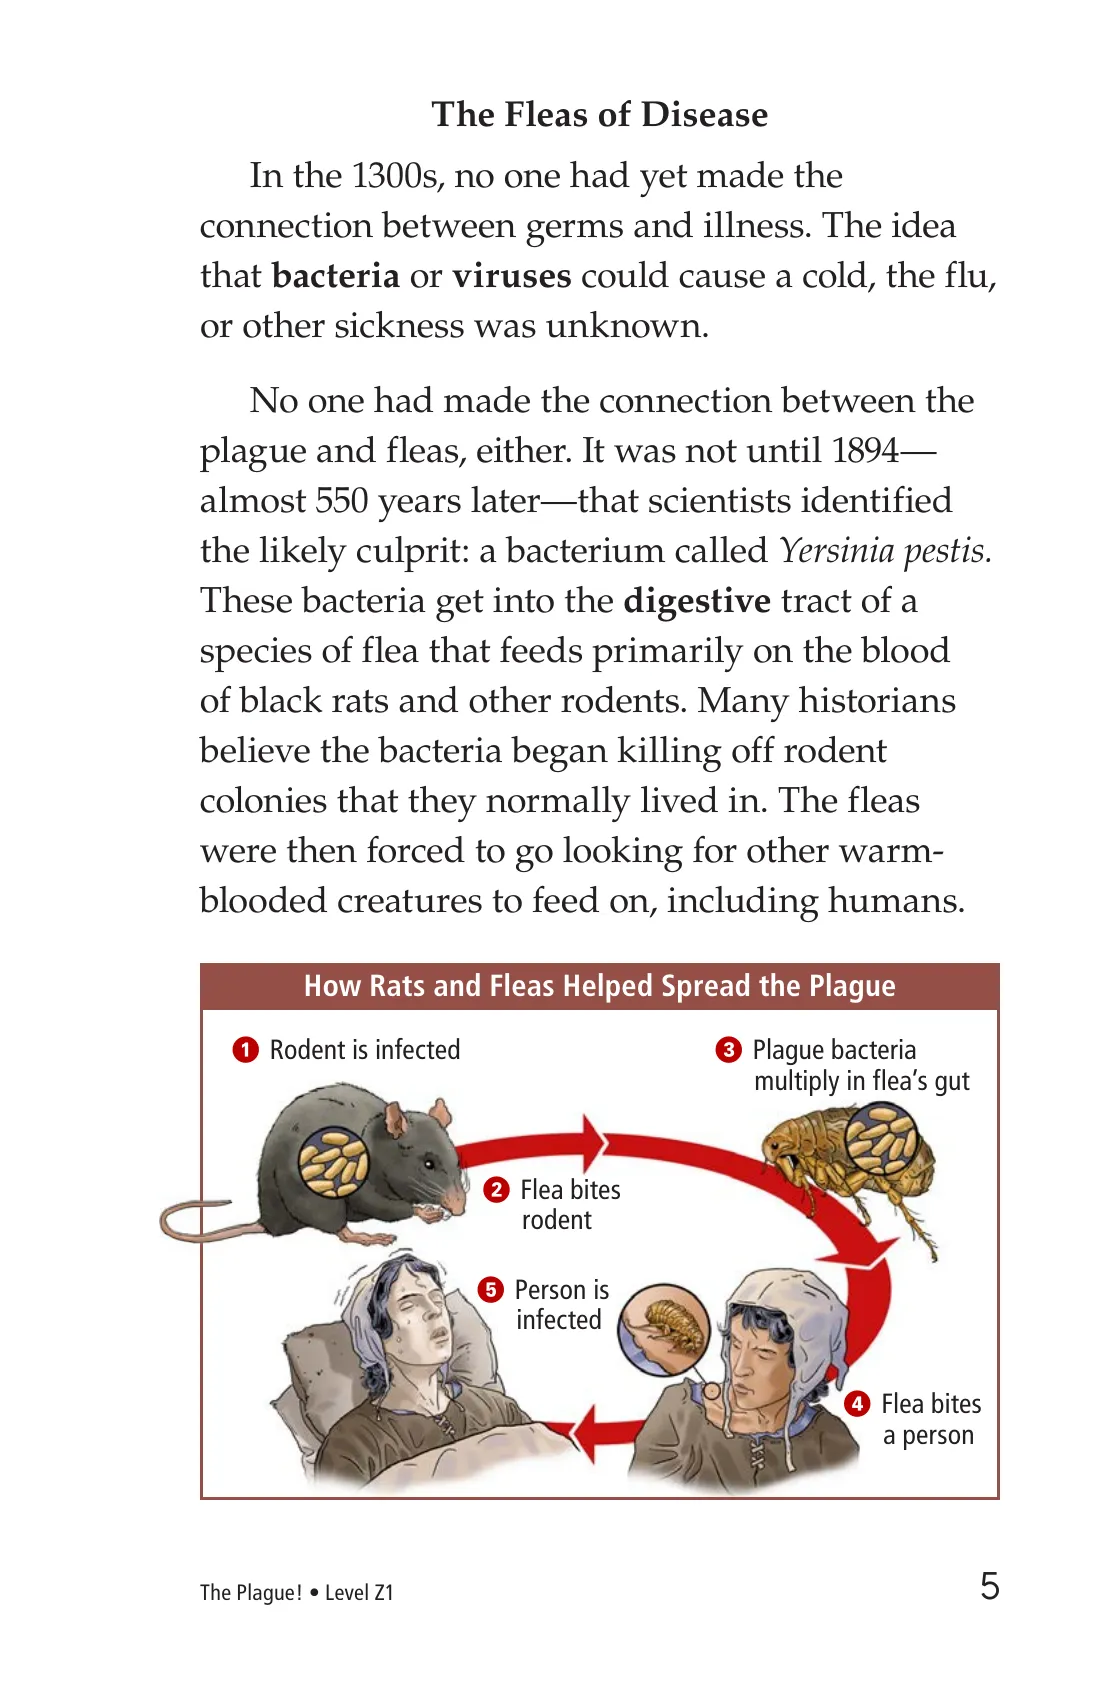 The Fleas of Disease
In the 1300s, no one had yet made the
connection between germs and illness. The idea
that bacteria or viruses could cause a cold, the flu,
or other sickness was unknown.
No one had made the connection between the
plague and fleas, either. It was not until 1894—
almost 550 years later—that scientists identified
the likely culprit: a bacterium called Yersinia pestis.
These bacteria get into the digestive tract of a
species of flea that feeds primarily on the blood
of black rats and other rodents. Many historians
believe the bacteria began killing off rodent
colonies that they normally lived in. The fleas
were then forced to go looking for other warm-
blooded creatures to feed on, including humans.
How Rats and Fleas Helped Spread the Plague
1 Rodent is infected
2 Flea bites
rodent
3 Plague bacteria
multiply in flea's gut
4 Flea bites
a person
5 Person is
infected
The Plague! • Level Z1
5